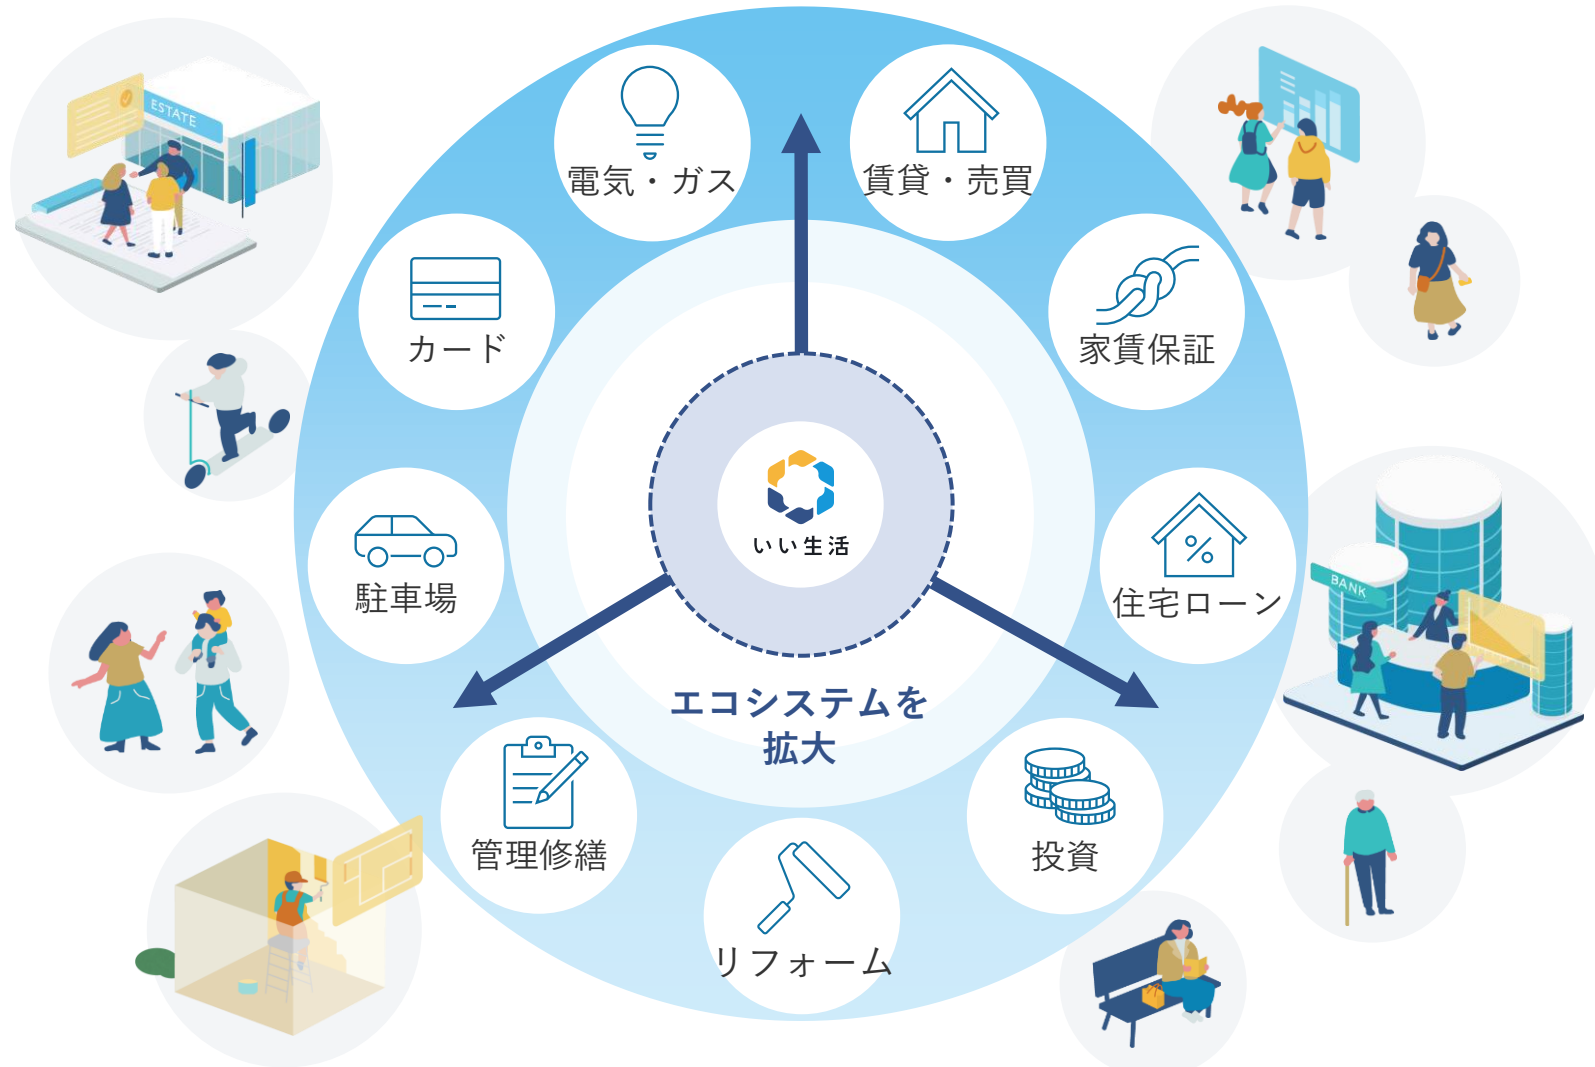 ESTATE
電気・ガス
賃貸・売買
カード
家賃保証
いい生活
駐車場
住宅ローン
BANK
エコシステムを
拡大
管理修繕
投資
リフォーム